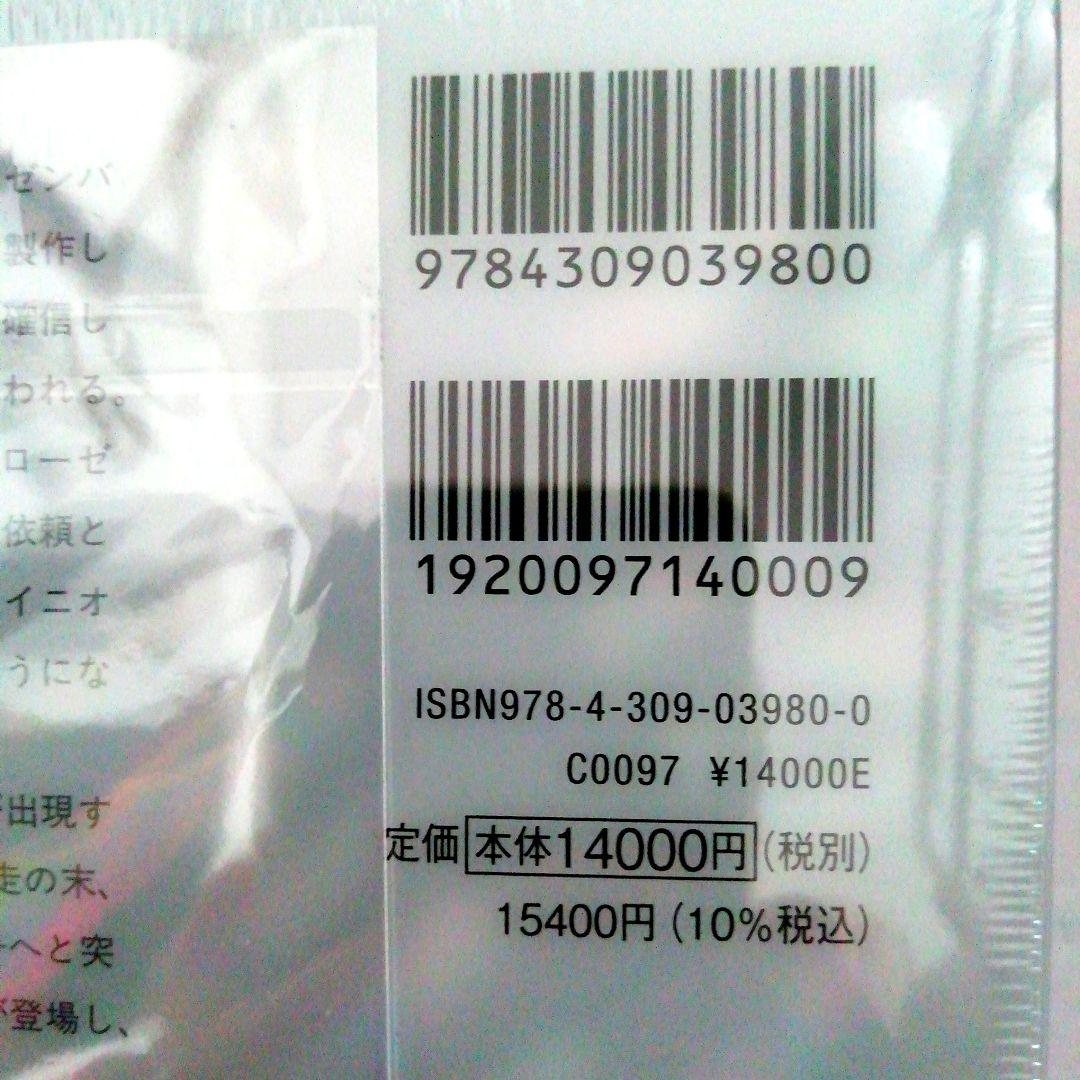 ゼンバ
製作し
確信し
われる。
ローゼ
依頼と
イニオ
うにな
が出現す
走の末、
へと突
が登場し、
9784309039800
1920097140009
ISBN978-4-309-03980-0
C0097 ¥14000E
定価 本体14000円(税別)
15400円(10%税込)